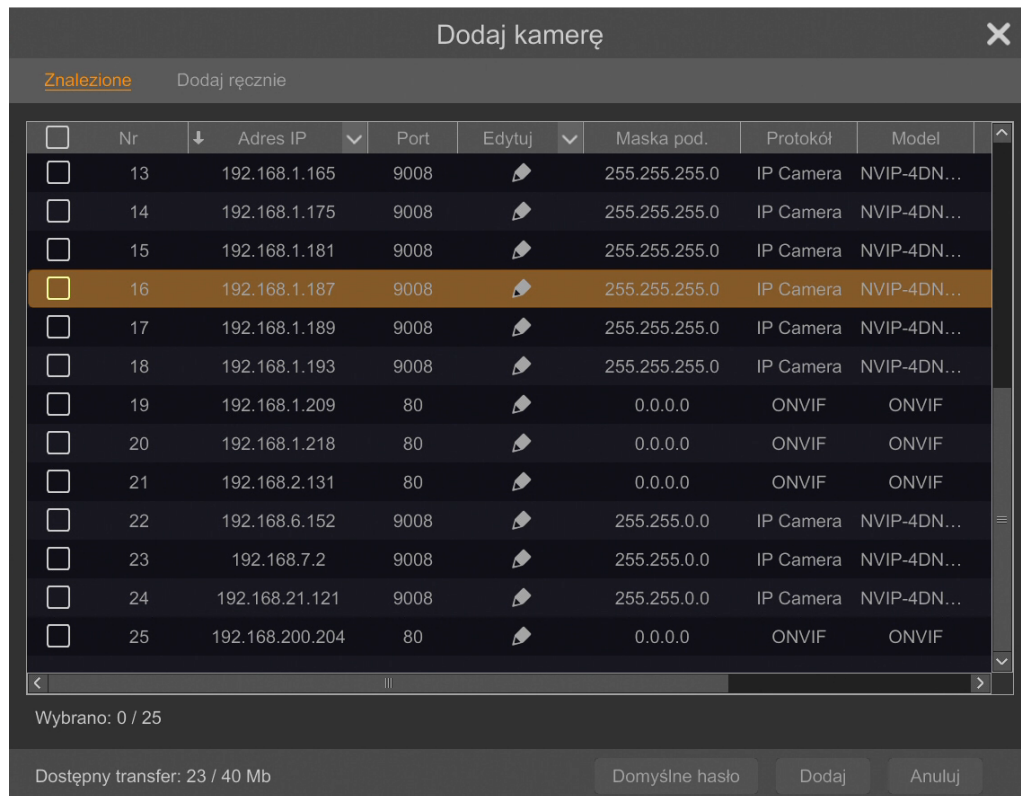 Dodaj kamerę
Znalezione Dodaj ręcznie
Nr Adres IP Port Edytuj Maska pod. Protokół Model
13 192.168.1.165 9008 255.255.255.0 IP Camera NVIP-4DN...
14 192.168.1.175 9008 255.255.255.0 IP Camera NVIP-4DN...
15 192.168.1.181 9008 255.255.255.0 IP Camera NVIP-4DN...
16 192.168.1.187 9008 255.255.255.0 IP Camera NVIP-4DN...
17 192.168.1.189 9008 255.255.255.0 IP Camera NVIP-4DN...
18 192.168.1.193 9008 255.255.255.0 IP Camera NVIP-4DN...
19 192.168.1.209 80 0.0.0.0 ONVIF ONVIF
20 192.168.1.218 80 0.0.0.0 ONVIF ONVIF
21 192.168.2.131 80 0.0.0.0 ONVIF ONVIF
22 192.168.6.152 9008 255.255.0.0 IP Camera NVIP-4DN...
23 192.168.7.2 9008 255.255.0.0 IP Camera NVIP-4DN...
24 192.168.21.121 9008 255.255.0.0 IP Camera NVIP-4DN...
25 192.168.200.204 80 0.0.0.0 ONVIF ONVIF
Wybrano: 0 / 25
Dostępny transfer: 23 / 40 Mb Domyślne hasło Dodaj Anuluj